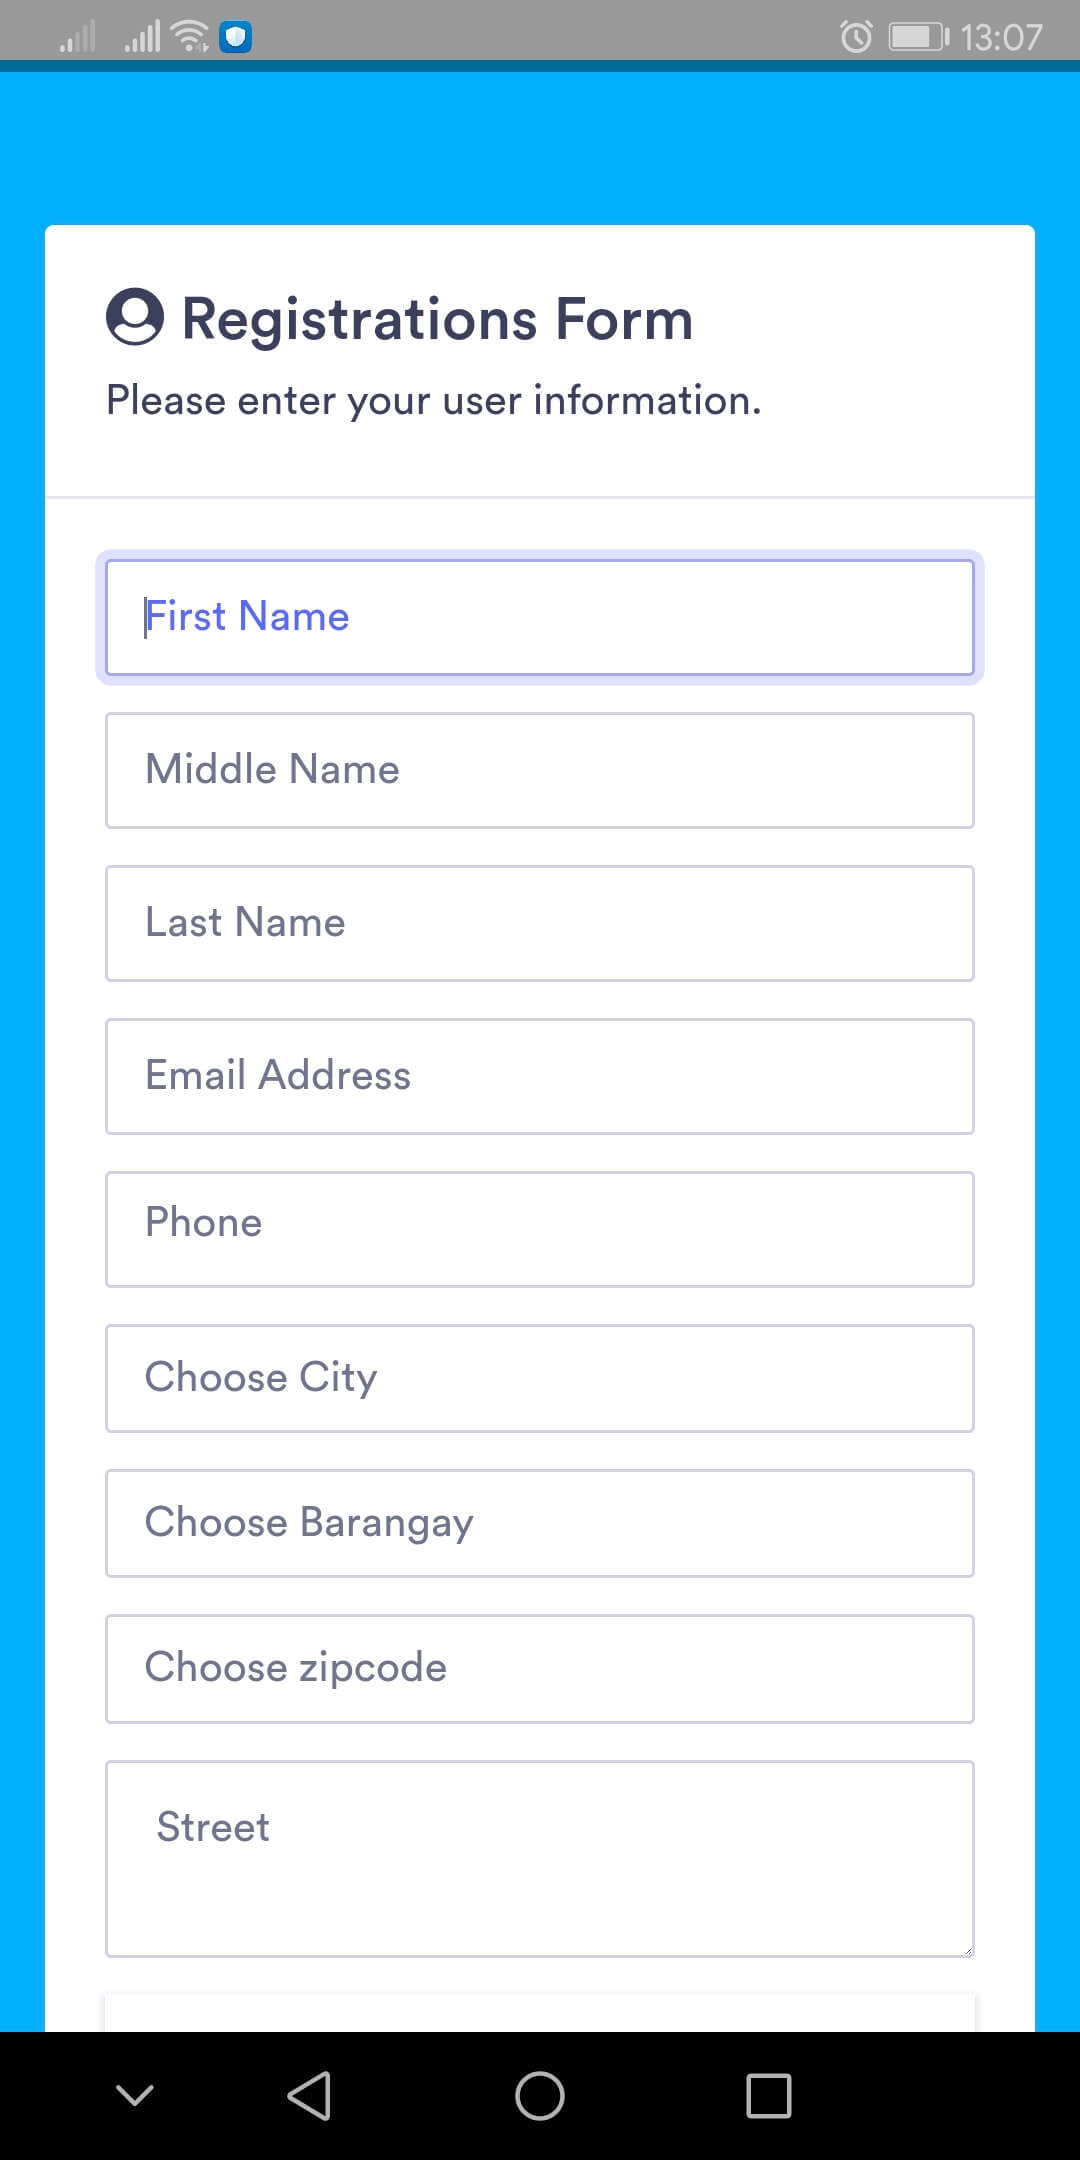 13:07
Registrations Form
Please enter your user information.
First Name
Middle Name
Last Name
Email Address
Phone
Choose City
Choose Barangay
Choose zipcode
Street